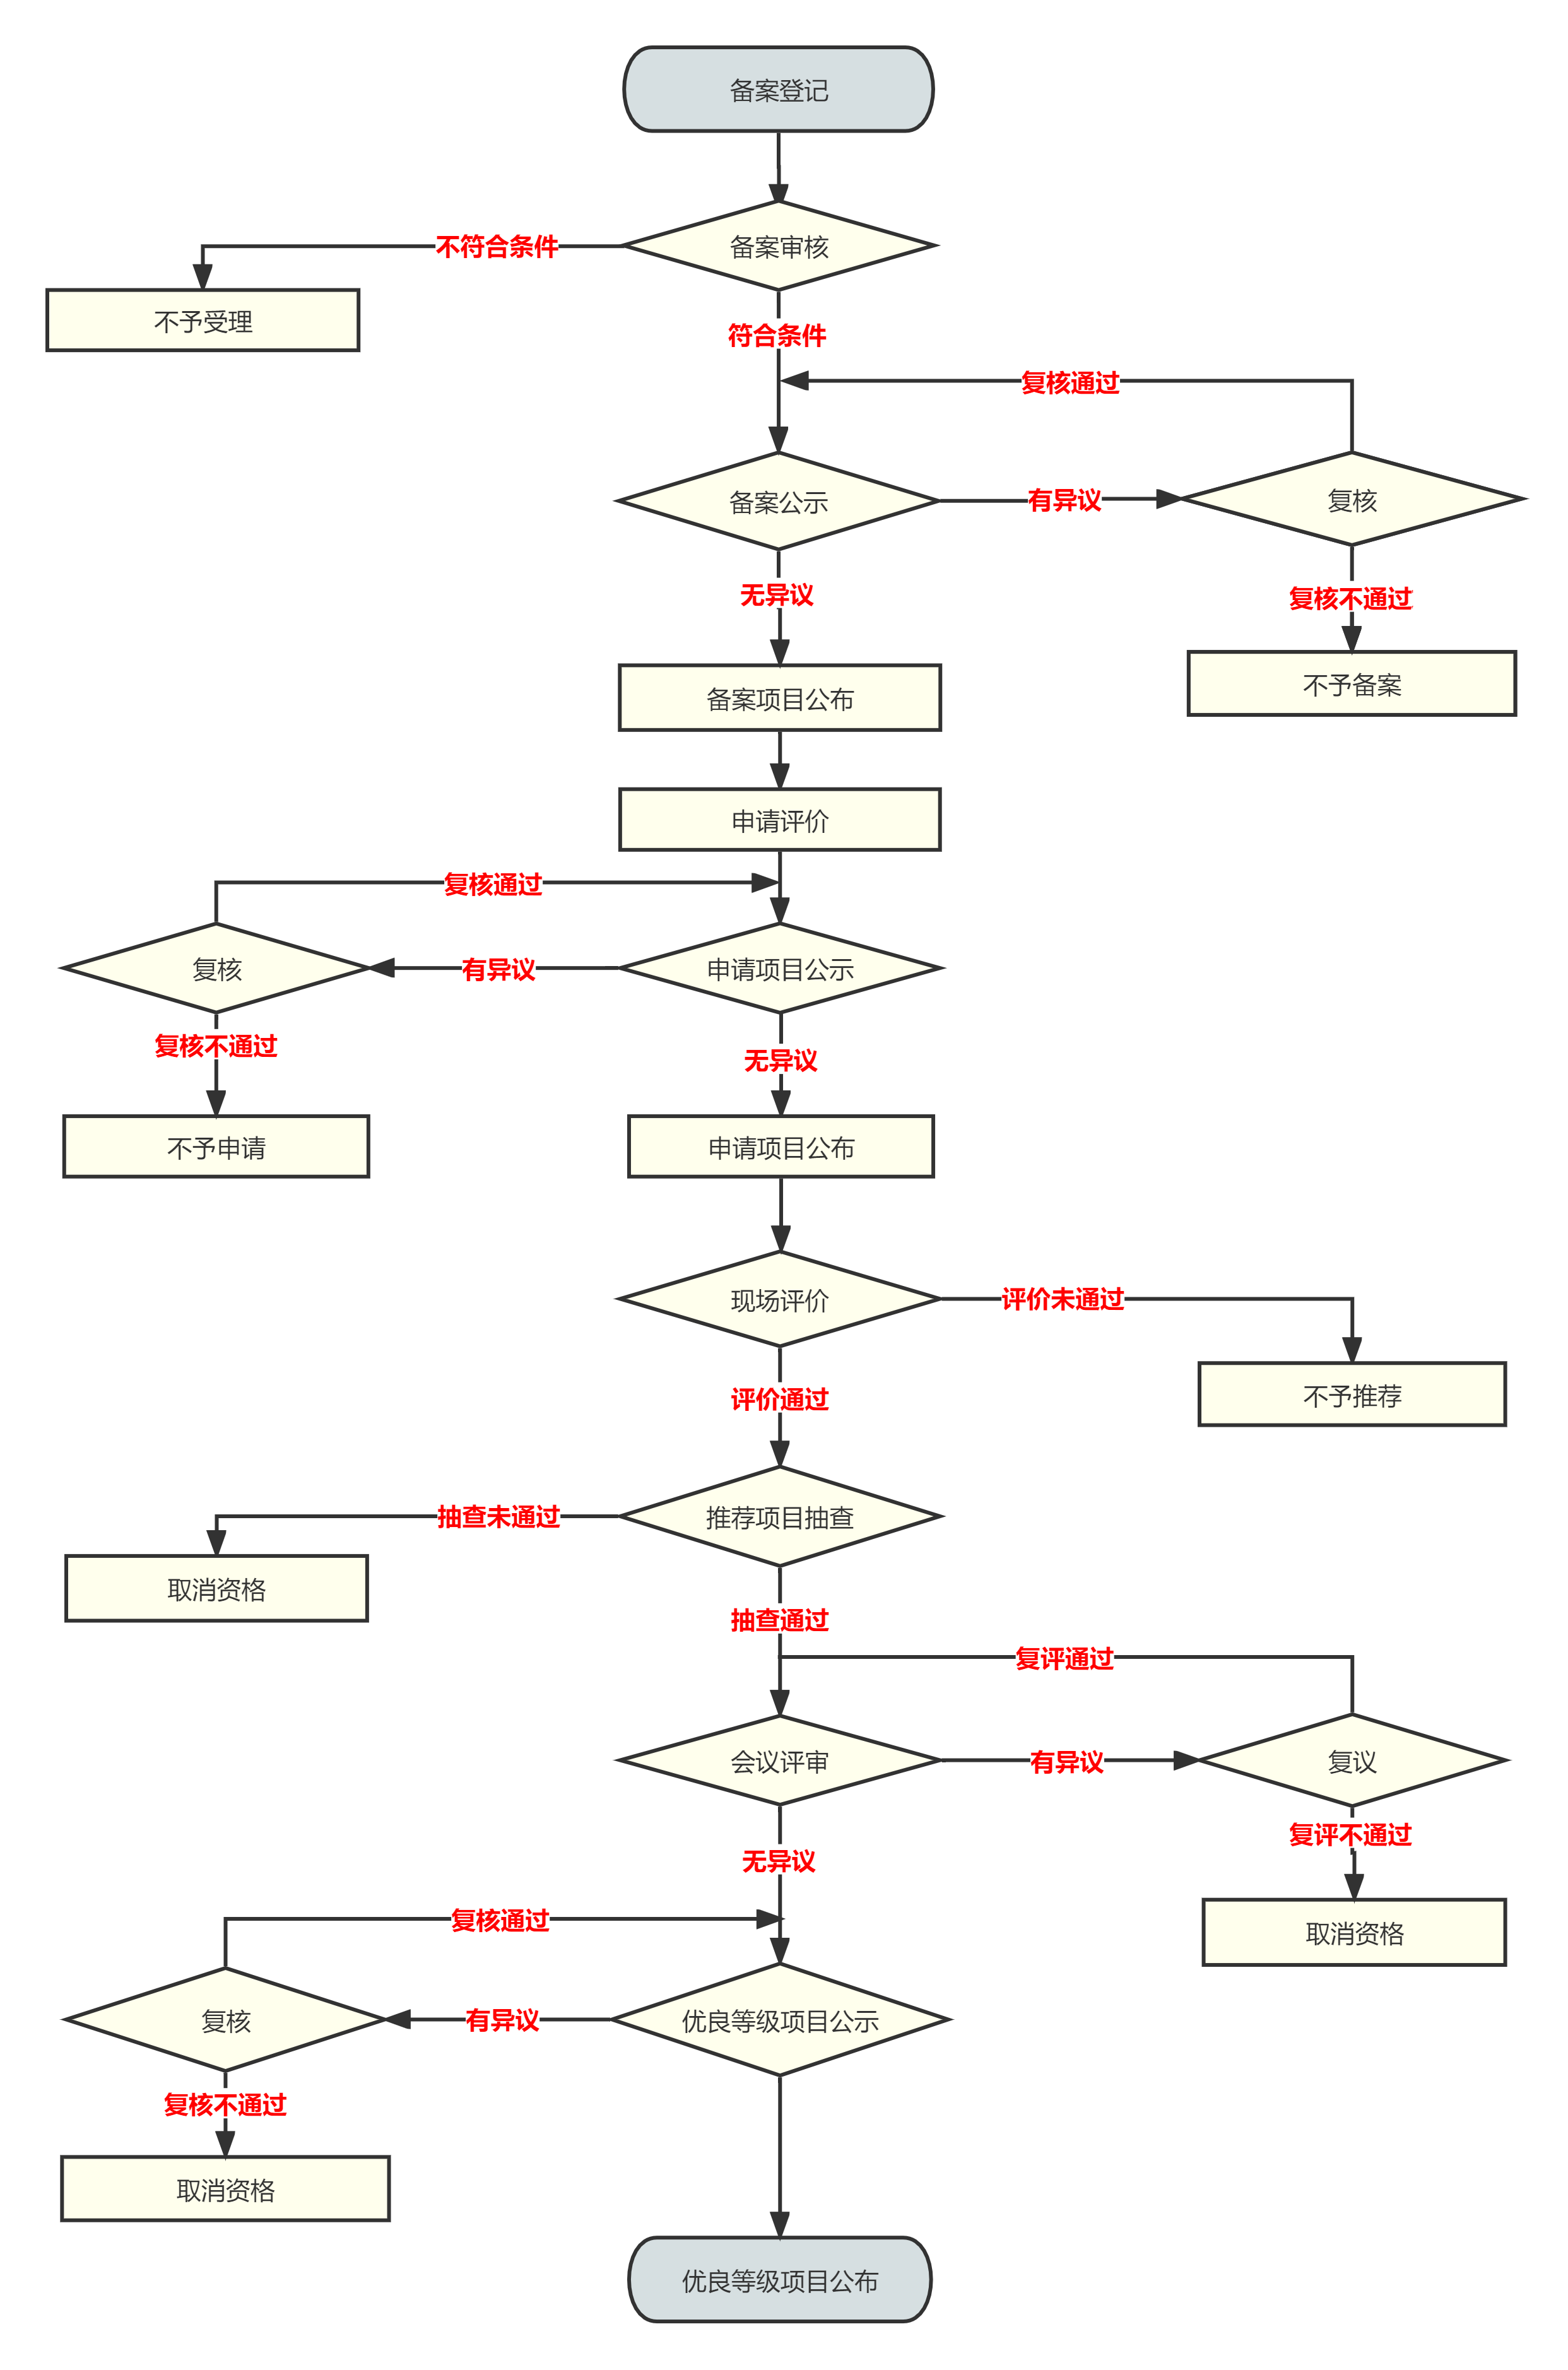 备案登记
备案审核
不符合条件
不予受理
符合条件
复核通过
备案公示
有异议
复核
无异议
复核不通过
不予备案
备案项目公布
申请评价
复核通过
复核
有异议
申请项目公示
复核不通过
无异议
不予申请
申请项目公布
现场评价
评价未通过
不予推荐
评价通过
抽查未通过
推荐项目抽查
取消资格
抽查通过
复评通过
会议评审
有异议
复议
复评不通过
无异议
复核通过
取消资格
复核
有异议
优良等级项目公示
复核不通过
取消资格
优良等级项目公布